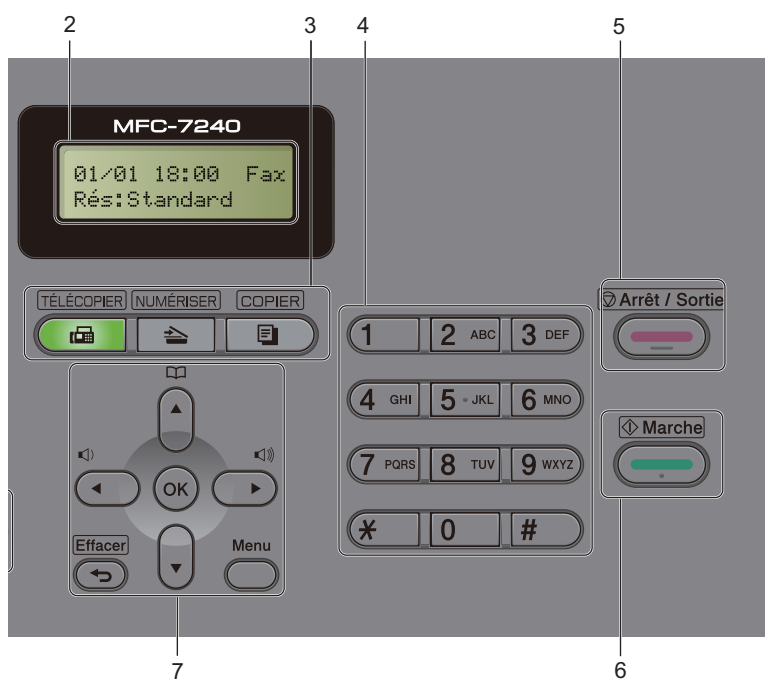 2 3 4 5
MFC-7240
01/01 18:00 Fax
Rés:Standard
TÉLÉCOPIER NUMÉRISER COPIER
Arrêt / Sortie
1 2 ABC 3 DEF
4 GHI 5 JKL 6 MNO
Marche
7 PQRS 8 TUV 9 WXYZ
OK
* 0 #
Effacer Menu
7 6